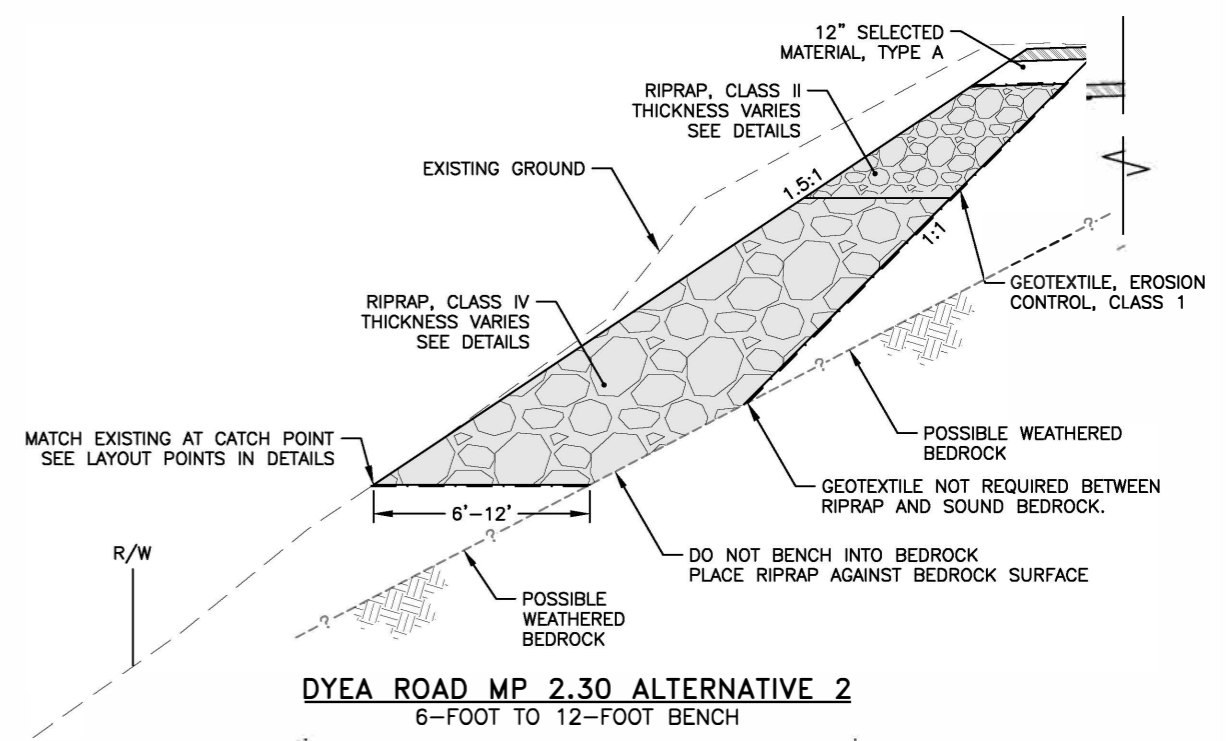 12" SELECTED
MATERIAL, TYPE A
RIPRAP, CLASS II
THICKNESS VARIES
SEE DETAILS
EXISTING GROUND
1.5:1
1:1
?
GEOTEXTILE, EROSION
CONTROL, CLASS 1
RIPRAP, CLASS IV
THICKNESS VARIES
SEE DETAILS
?
MATCH EXISTING AT CATCH POINT
SEE LAYOUT POINTS IN DETAILS
POSSIBLE WEATHERED
BEDROCK
GEOTEXTILE NOT REQUIRED BETWEEN
RIPRAP AND SOUND BEDROCK.
6'-12'
?
R/W
DO NOT BENCH INTO BEDROCK
PLACE RIPRAP AGAINST BEDROCK SURFACE
POSSIBLE
WEATHERED
BEDROCK
?
DYEA ROAD MP 2.30 ALTERNATIVE 2
6-FOOT TO 12-FOOT BENCH